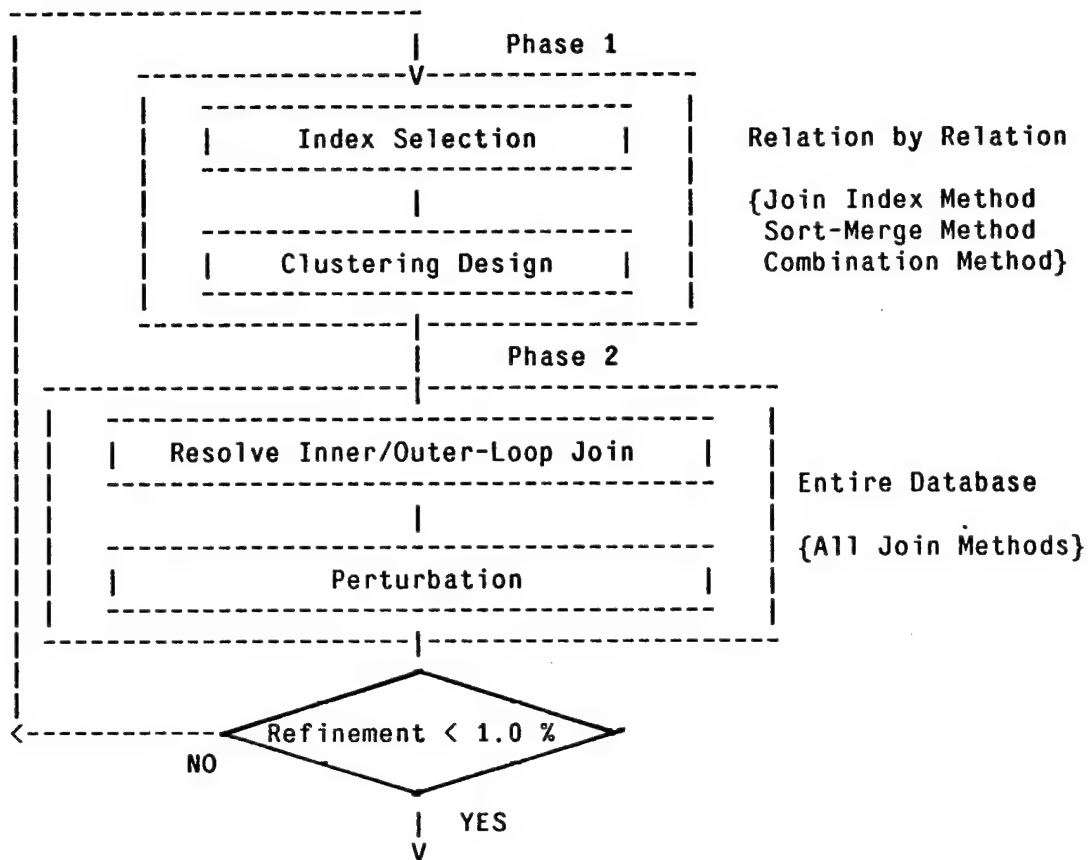 Phase 1
Index Selection
Relation by Relation
{Join Index Method
Sort-Merge Method
Combination Method}
Clustering Design
Phase 2
Resolve Inner/Outer-Loop Join
Entire Database
{All Join Methods}
Perturbation
Refinement < 1.0 %
NO
YES